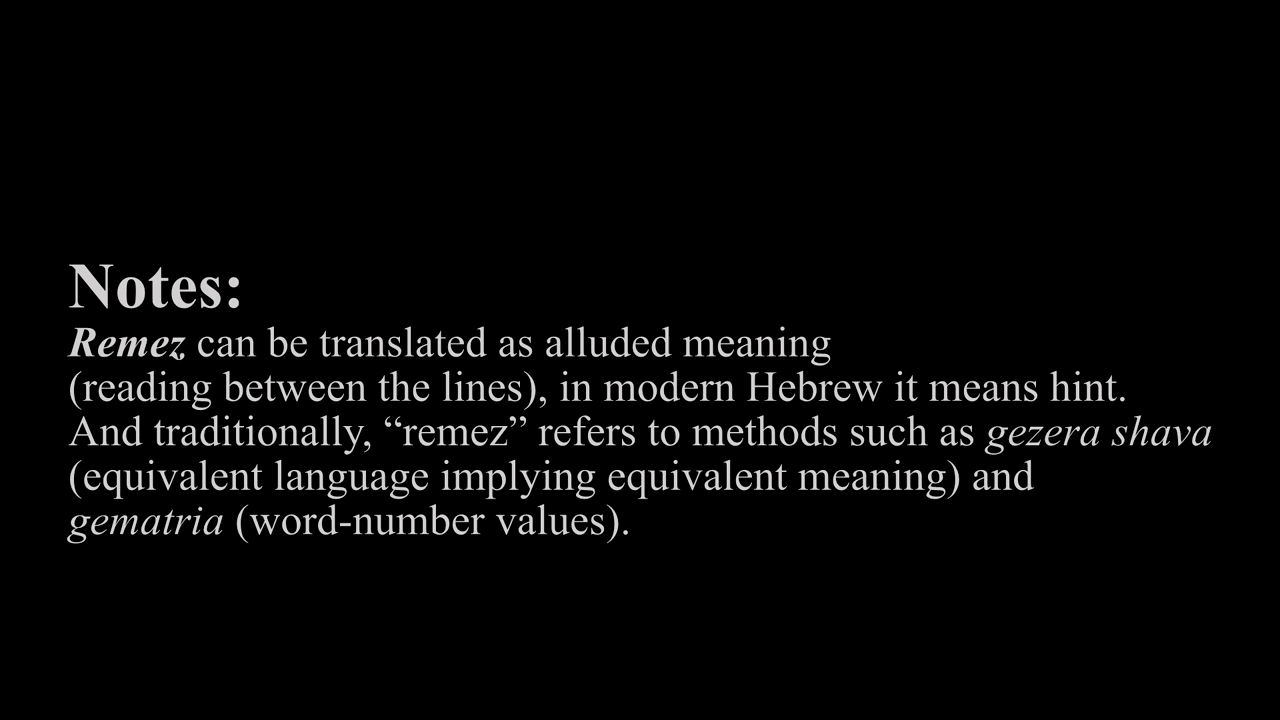 Notes:
Remez can be translated as alluded meaning
(reading between the lines), in modern Hebrew it means hint.
And traditionally, “remez” refers to methods such as gezera shava
(equivalent language implying equivalent meaning) and
gematria (word-number values).